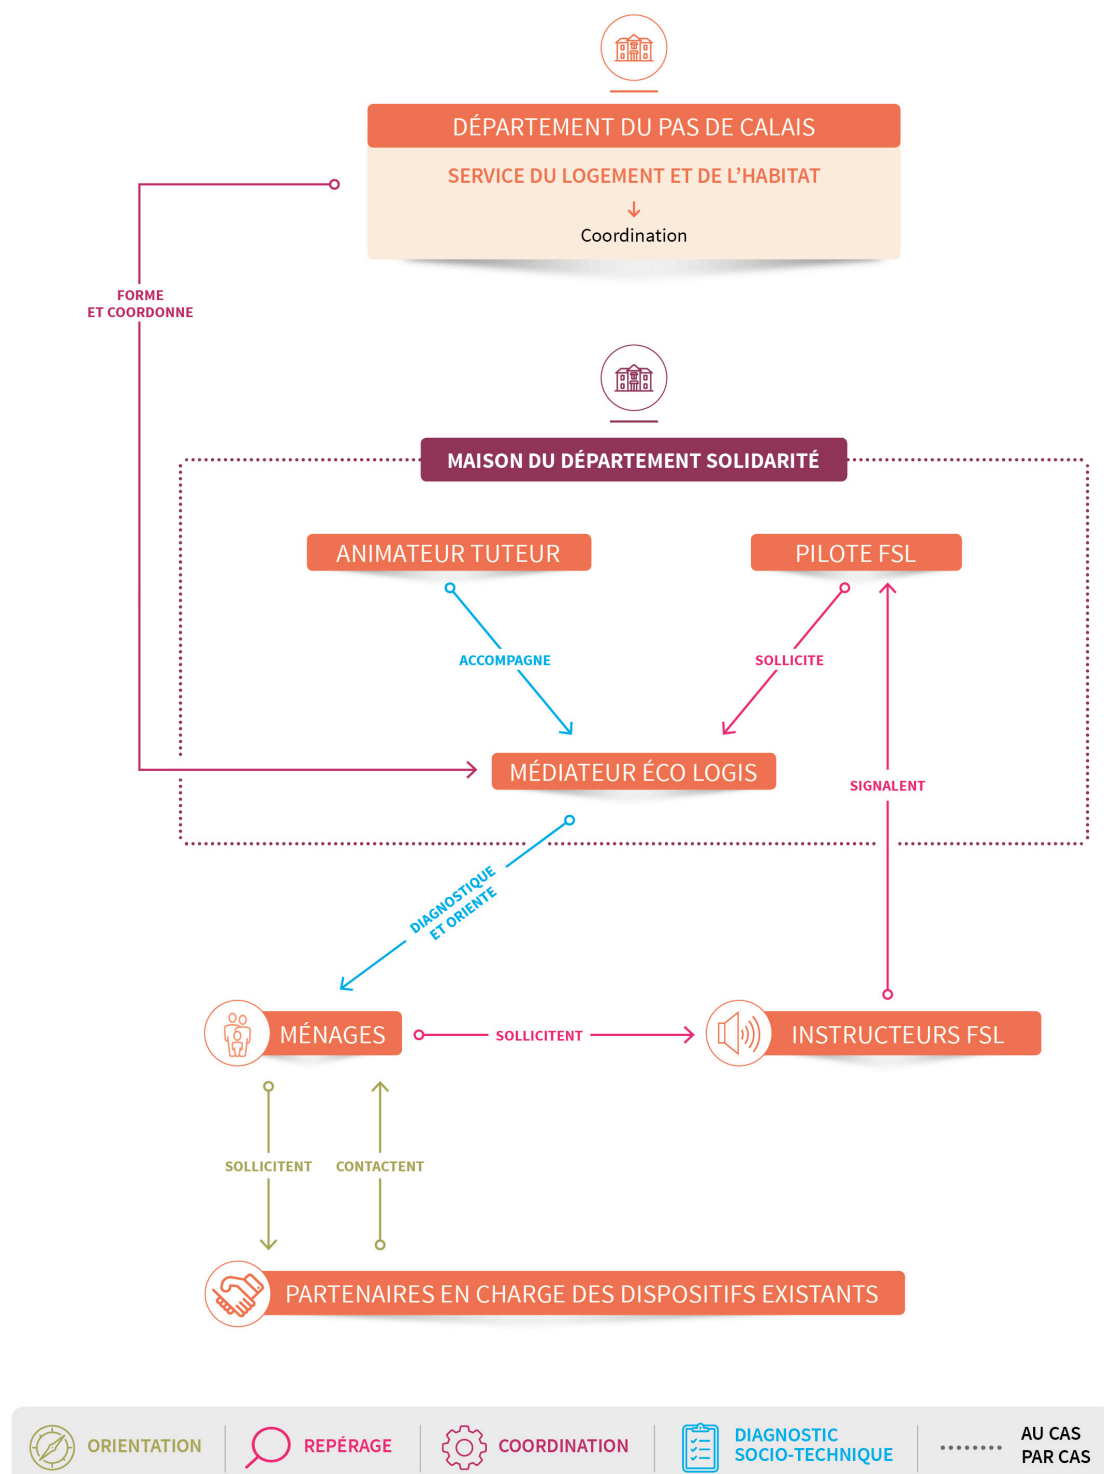 DÉPARTEMENT DU PAS DE CALAIS
SERVICE DU LOGEMENT ET DE L’HABITAT
Coordination
FORME
ET COORDONNE
MAISON DU DÉPARTEMENT SOLIDARITÉ
ANIMATEUR TUTEUR
PILOTE FSL
ACCOMPAGNE
SOLLICITE
MÉDIATEUR ÉCO LOGIS
SIGNALENT
DIAGNOSTIQUE
ET ORIENTE
MÉNAGES
SOLLICITENT
INSTRUCTEURS FSL
SOLLICITENT
CONTACTENT
PARTENAIRES EN CHARGE DES DISPOSITIFS EXISTANTS
ORIENTATION
REPÉRAGE
COORDINATION
DIAGNOSTIC
SOCIO-TECHNIQUE
AU CAS
PAR CAS